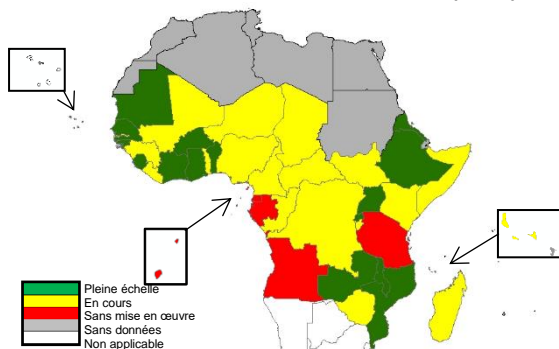 Pleine échelle
En cours
Sans mise en œuvre
Sans données
Non applicable